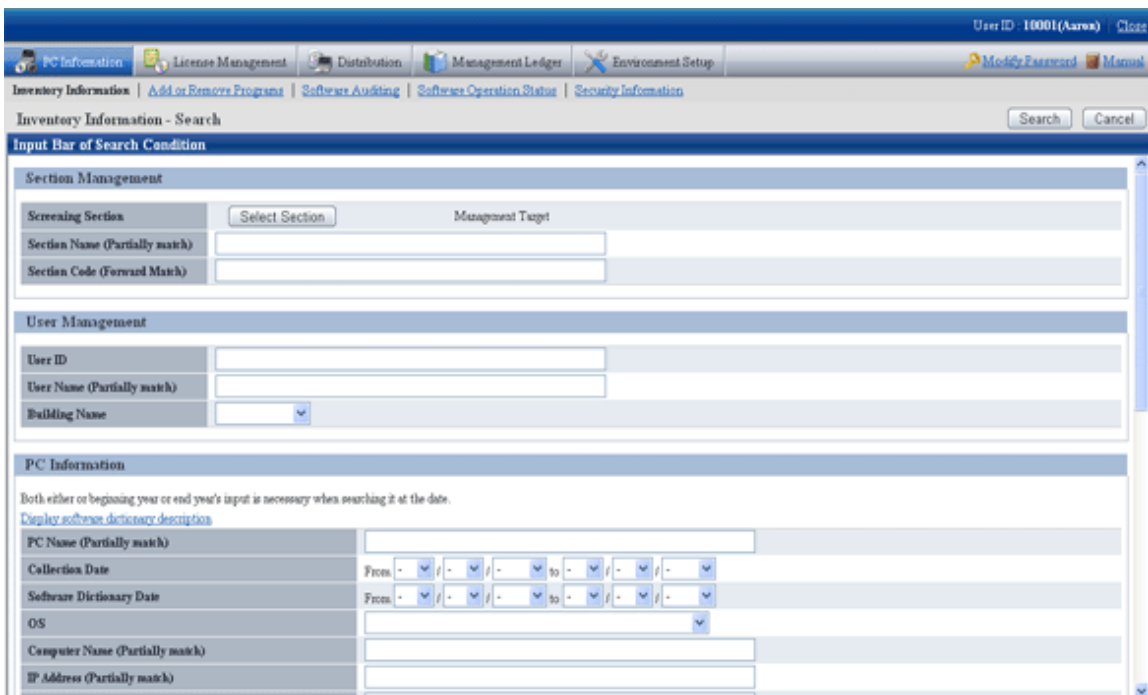 User ID : 10001(Aaron) Close
PC Information License Management Distribution Management Ledger Environment Setup Modify Password Manual
Inventory Information | Add or Remove Programs | Software Auditing | Software Operation Status | Security Information
Inventory Information - Search Search Cancel
Input Bar of Search Condition
Section Management
Screening Section Select Section Management Target
Section Name (Partially match)
Section Code (Forward Match)
User Management
User ID
User Name (Partially match)
Building Name
PC Information
Both either or beginning year or end year's input is necessary when searching it at the date.
Display software dictionary description
PC Name (Partially match)
Collection Date From - / - / - to - / - / -
Software Dictionary Date From - / - / - to - / - / -
OS
Computer Name (Partially match)
IP Address (Partially match)